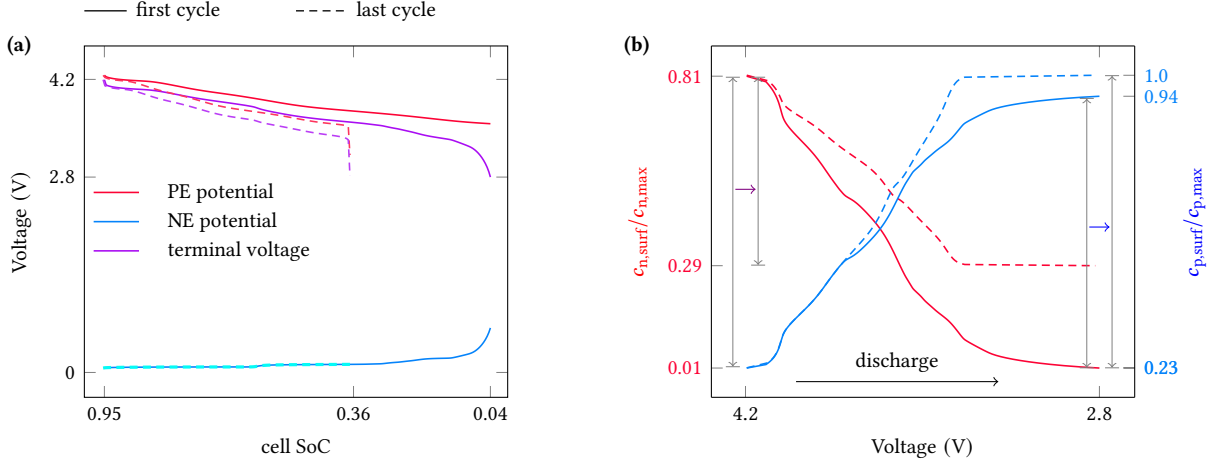 first cycle
last cycle
(a)
4.2
2.8
0
Voltage (V)
PE potential
NE potential
terminal voltage
0.95
0.36
0.04
cell SoC
(b)
0.81
0.29
0.01
c_n,surf/c_n,max
1.0
0.94
0.23
c_p,surf/c_p,max
discharge
4.2
2.8
Voltage (V)